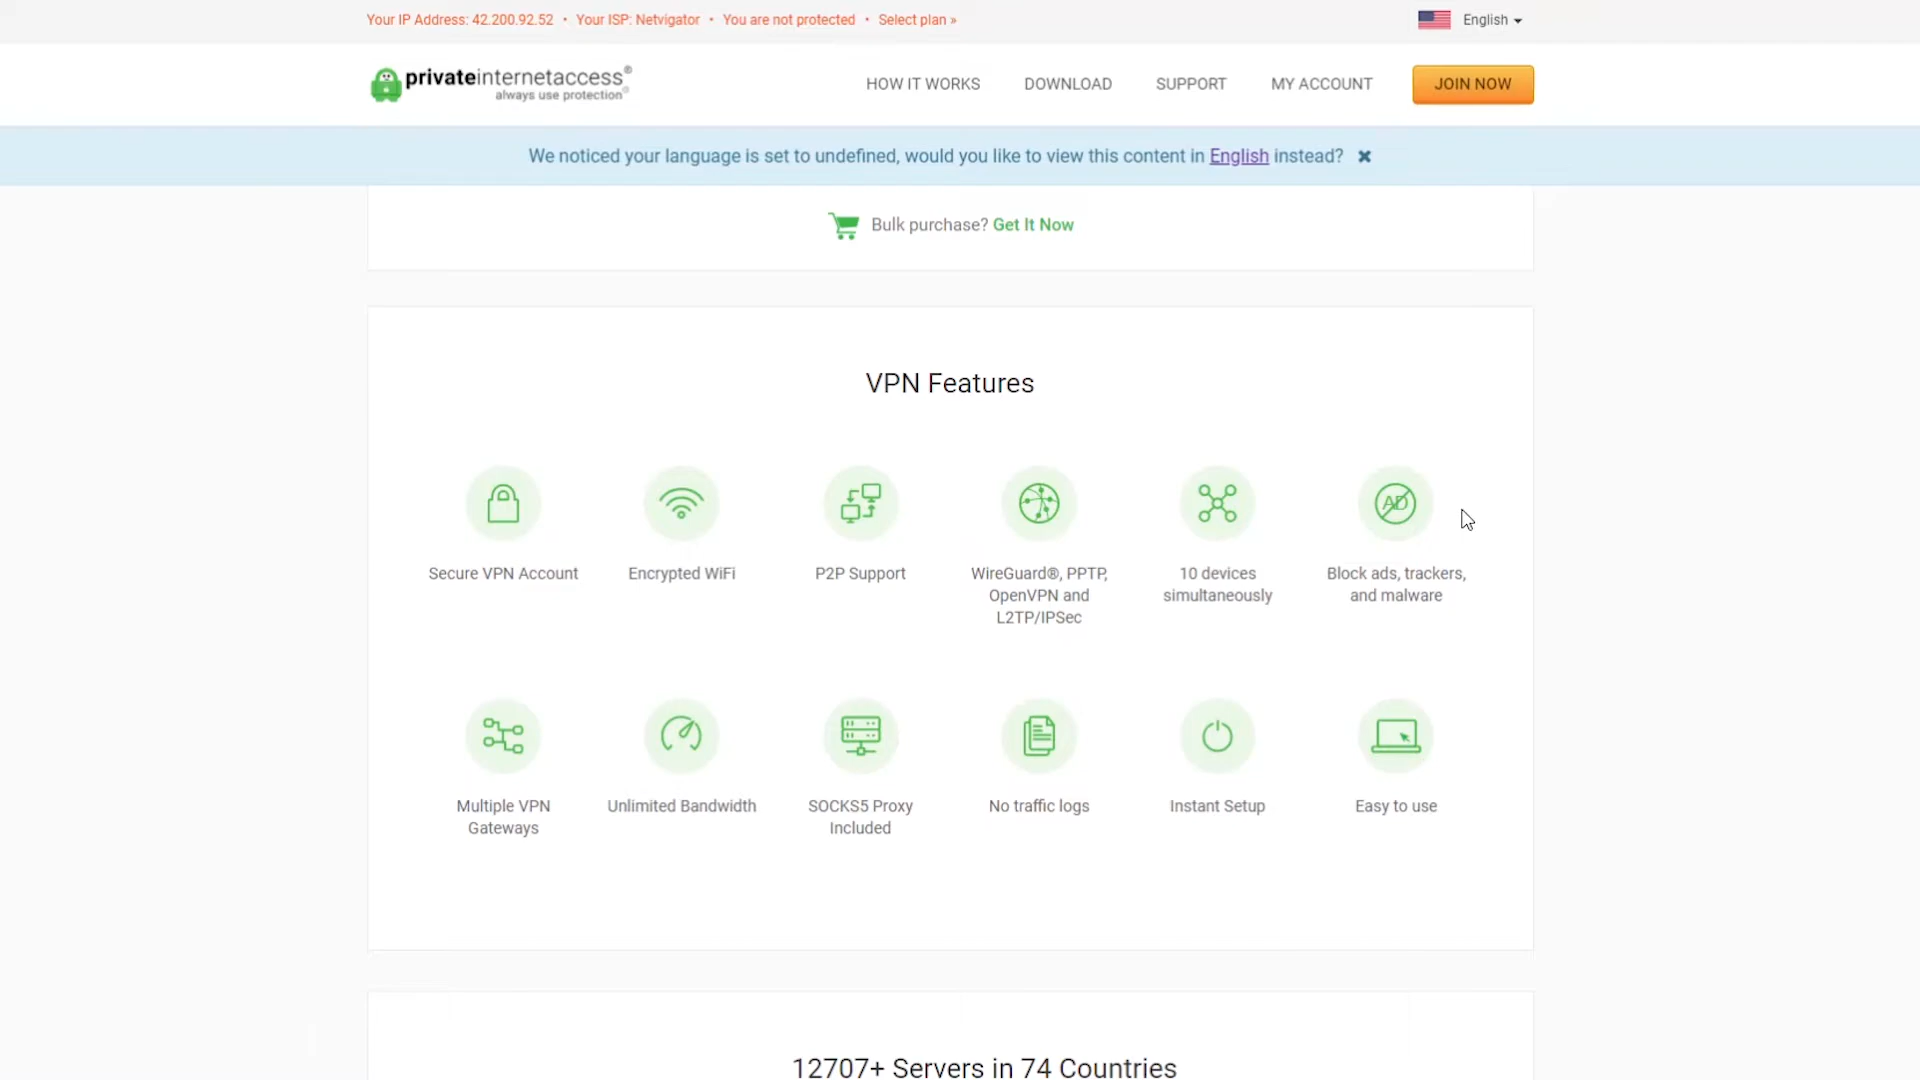 Your IP Address: 42.200.92.52 • Your ISP: Netvigator • You are not protected • Select plan »
English
privateinternetaccess®
always use protection®
HOW IT WORKS
DOWNLOAD
SUPPORT
MY ACCOUNT
JOIN NOW
We noticed your language is set to undefined, would you like to view this content in English instead? ✖
Bulk purchase? Get It Now
VPN Features
Secure VPN Account
Encrypted WiFi
P2P Support
WireGuard®, PPTP,
OpenVPN and
L2TP/IPSec
10 devices
simultaneously
AD
Block ads, trackers,
and malware
Multiple VPN
Gateways
Unlimited Bandwidth
SOCKS5 Proxy
Included
No traffic logs
Instant Setup
Easy to use
12707+ Servers in 74 Countries